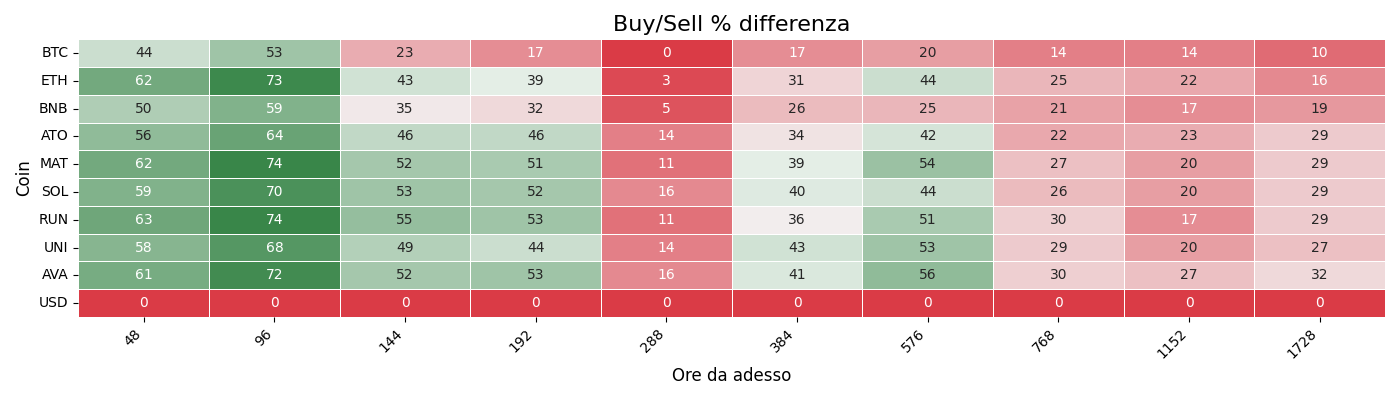 Buy/Sell % differenza
BTC 44 53 23 17 0 17 20 14 14 10
ETH 62 73 43 39 3 31 44 25 22 16
BNB 50 59 35 32 5 26 25 21 17 19
ATO 56 64 46 46 14 34 42 22 23 29
MAT 62 74 52 51 11 39 54 27 20 29
SOL 59 70 53 52 16 40 44 26 20 29
RUN 63 74 55 53 11 36 51 30 17 29
UNI 58 68 49 44 14 43 53 29 20 27
AVA 61 72 52 53 16 41 56 30 27 32
USD 0 0 0 0 0 0 0 0 0 0
Coin
48 96 144 192 288 384 576 768 1152 1728
Ore da adesso